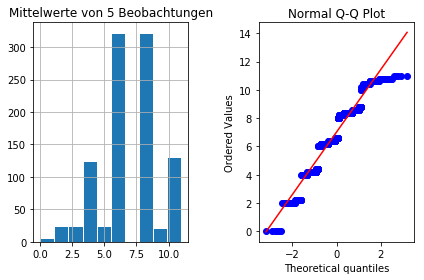 Mittelwerte von 5 Beobachtungen
300
250
200
150
100
50
0
0.0 2.5 5.0 7.5 10.0
Normal Q-Q Plot
Ordered Values
14
12
10
8
6
4
2
0
−2 0 2
Theoretical quantiles